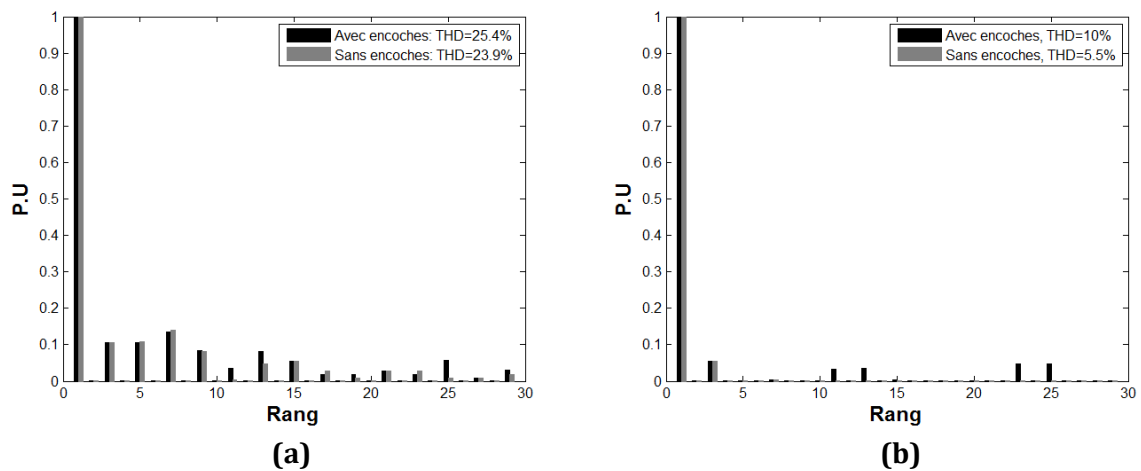 1
0.9
0.8
0.7
0.6
0.5
0.4
0.3
0.2
0.1
0
P.U
Avec encoches: THD=25.4%
Sans encoches: THD=23.9%
0 5 10 15 20 25 30
Rang
(a)
1
0.9
0.8
0.7
0.6
0.5
0.4
0.3
0.2
0.1
0
P.U
Avec encoches, THD=10%
Sans encoches, THD=5.5%
0 5 10 15 20 25 30
Rang
(b)